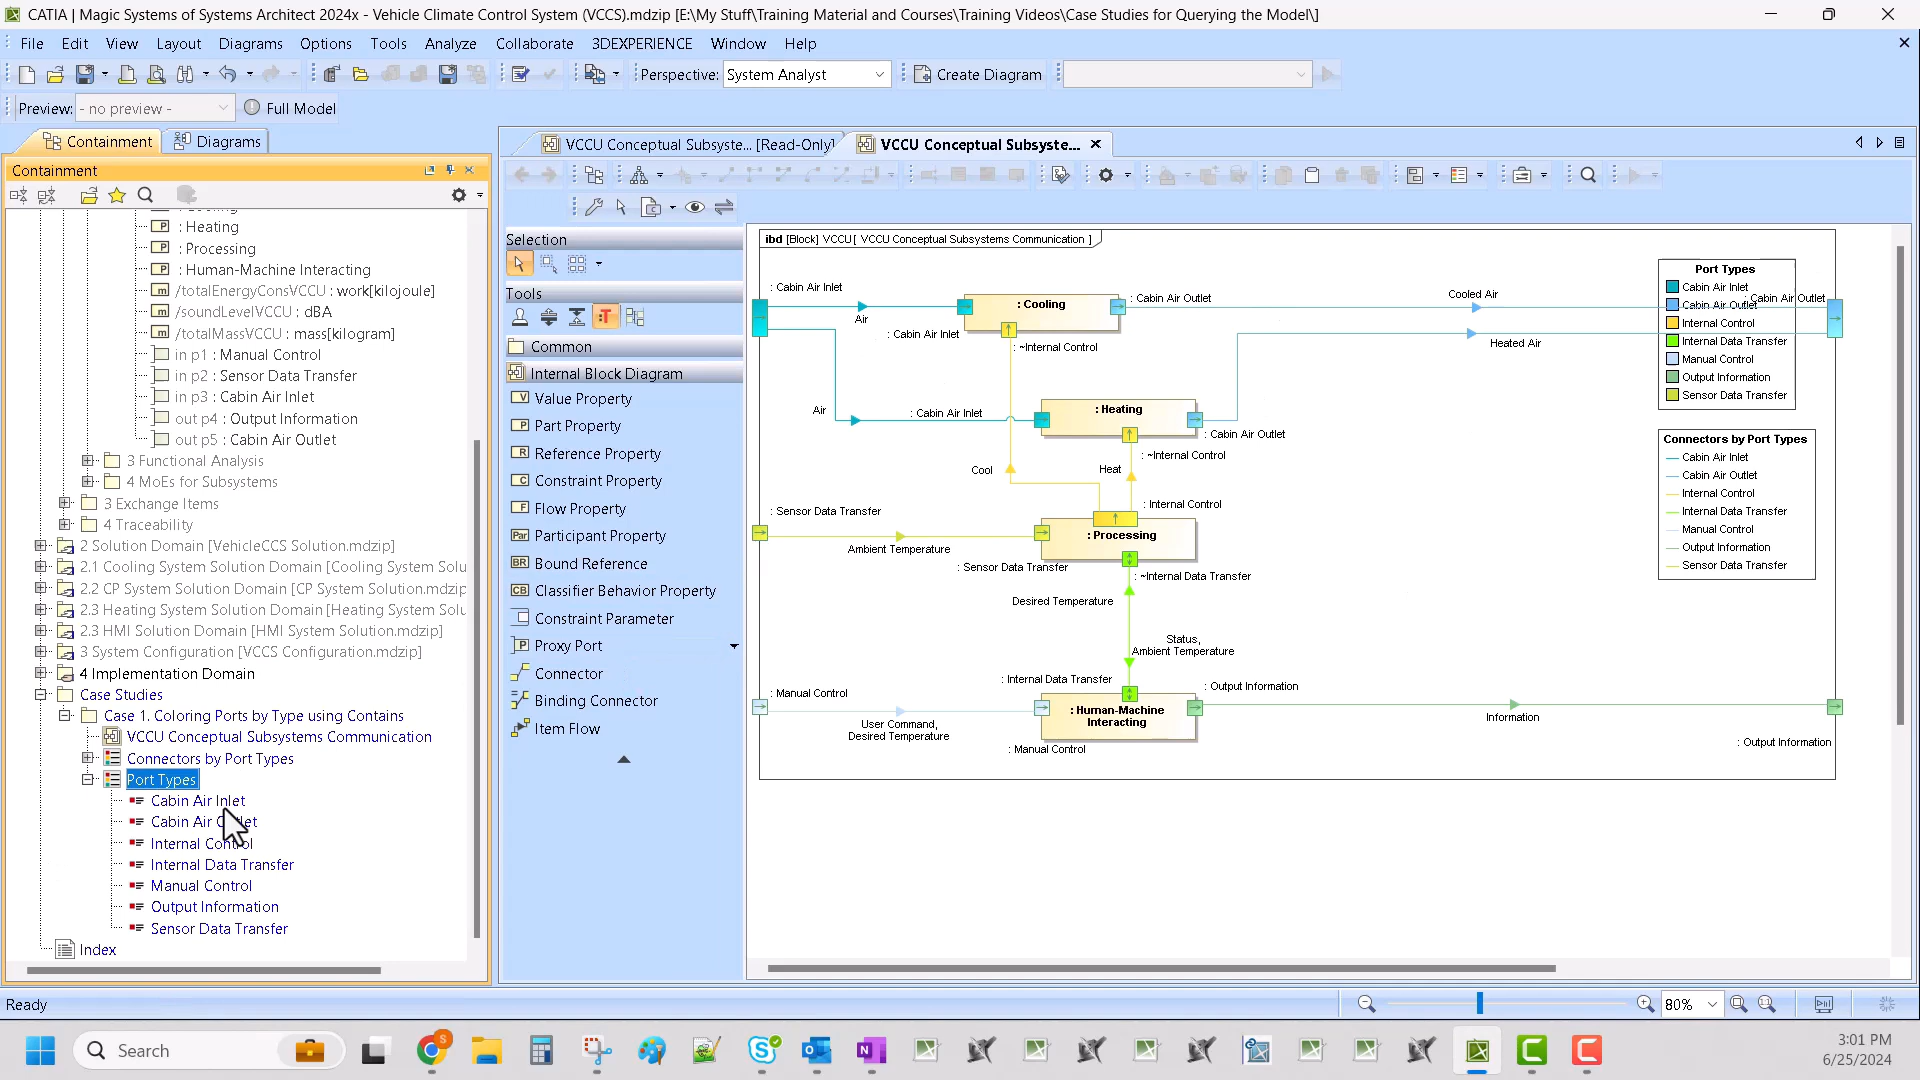 CATIA | Magic Systems of Systems Architect 2024x - Vehicle Climate Control System (VCCS).mdzip [E:\My Stuff\Training Material and Courses\Training Videos\Case Studies for Querying the Model\]
File Edit View Layout Diagrams Options Tools Analyze Collaborate 3DEXPERIENCE Window Help
Perspective: System Analyst Create Diagram
Preview: - no preview - Full Model
Containment Diagrams
VCCU Conceptual Subsyste... [Read-Only]
VCCU Conceptual Subsyste...
Containment
: Heating
: Processing
: Human-Machine Interacting
/totalEnergyConsVCCU : work[kilojoule]
/soundLevelVCCU : dBA
/totalMassVCCU : mass[kilogram]
in p1 : Manual Control
in p2 : Sensor Data Transfer
in p3 : Cabin Air Inlet
out p4 : Output Information
out p5 : Cabin Air Outlet
3 Functional Analysis
4 MoEs for Subsystems
3 Exchange Items
4 Traceability
2 Solution Domain [VehicleCCS Solution.mdzip]
2.1 Cooling System Solution Domain [Cooling System Solu
2.2 CP System Solution Domain [CP System Solution.mdzip
2.3 Heating System Solution Domain [Heating System Solu
2.3 HMI Solution Domain [HMI System Solution.mdzip]
3 System Configuration [VCCS Configuration.mdzip]
4 Implementation Domain
Case Studies
Case 1. Coloring Ports by Type using Contains
VCCU Conceptual Subsystems Communication
Connectors by Port Types
Port Types
Cabin Air Inlet
Cabin Air Outlet
Internal Control
Internal Data Transfer
Manual Control
Output Information
Sensor Data Transfer
Index
Selection
Tools
Common
Internal Block Diagram
Value Property
Part Property
Reference Property
Constraint Property
Flow Property
Participant Property
Bound Reference
Classifier Behavior Property
Constraint Parameter
Proxy Port
Connector
Binding Connector
Item Flow
ibd [Block] VCCU[ VCCU Conceptual Subsystems Communication ]
: Cabin Air Inlet
Air
: Cooling
: Cabin Air Outlet
: Cabin Air Inlet
: ~Internal Control
Cooled Air
Heated Air
: Cabin Air Outlet
Air
: Cabin Air Inlet
: Heating
: Cabin Air Outlet
: ~Internal Control
Cool
Heat
: Internal Control
: Sensor Data Transfer
Ambient Temperature
: Processing
: Sensor Data Transfer
: ~Internal Data Transfer
Desired Temperature
Status,
Ambient Temperature
: Internal Data Transfer
: Output Information
: Manual Control
User Command,
Desired Temperature
: Human-Machine
Interacting
: Manual Control
Information
: Output Information
Port Types
Cabin Air Inlet
Cabin Air Outlet
Internal Control
Internal Data Transfer
Manual Control
Output Information
Sensor Data Transfer
Connectors by Port Types
Cabin Air Inlet
Cabin Air Outlet
Internal Control
Internal Data Transfer
Manual Control
Output Information
Sensor Data Transfer
Ready
80%
Search
3:01 PM
6/25/2024